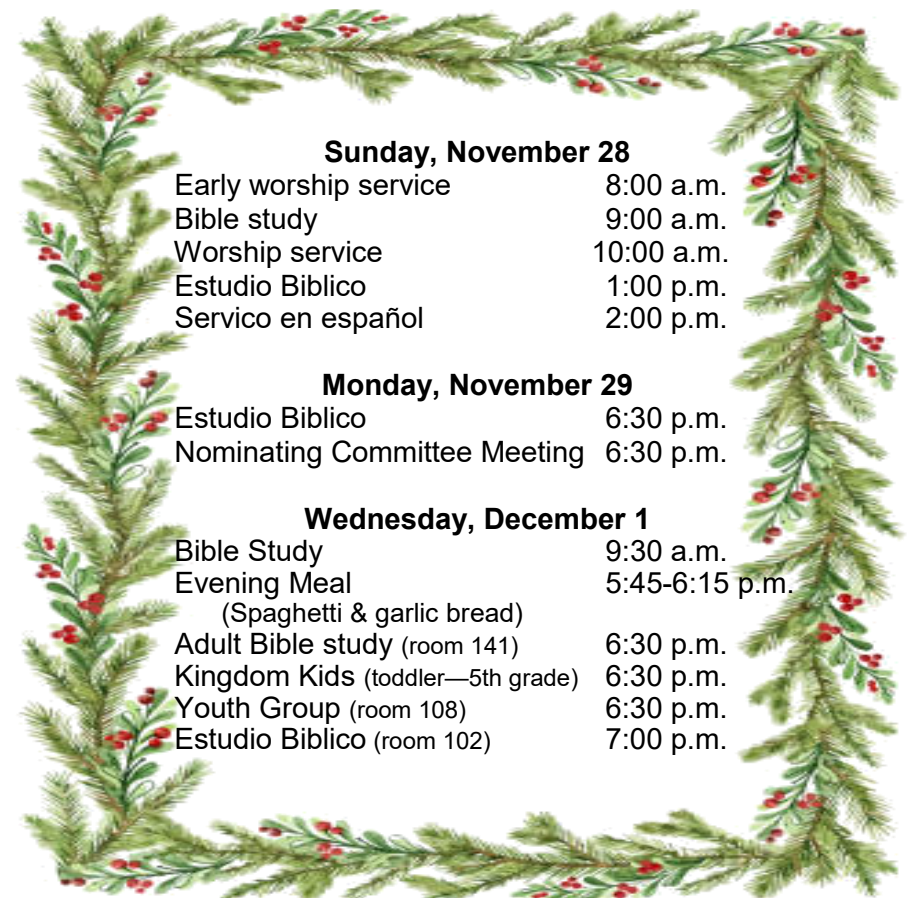 Sunday, November 28
Early worship service 8:00 a.m.
Bible study 9:00 a.m.
Worship service 10:00 a.m.
Estudio Biblico 1:00 p.m.
Servico en español 2:00 p.m.
Monday, November 29
Estudio Biblico 6:30 p.m.
Nominating Committee Meeting 6:30 p.m.
Wednesday, December 1
Bible Study 9:30 a.m.
Evening Meal 5:45-6:15 p.m.
(Spaghetti & garlic bread)
Adult Bible study (room 141) 6:30 p.m.
Kingdom Kids (toddler—5th grade) 6:30 p.m.
Youth Group (room 108) 6:30 p.m.
Estudio Biblico (room 102) 7:00 p.m.